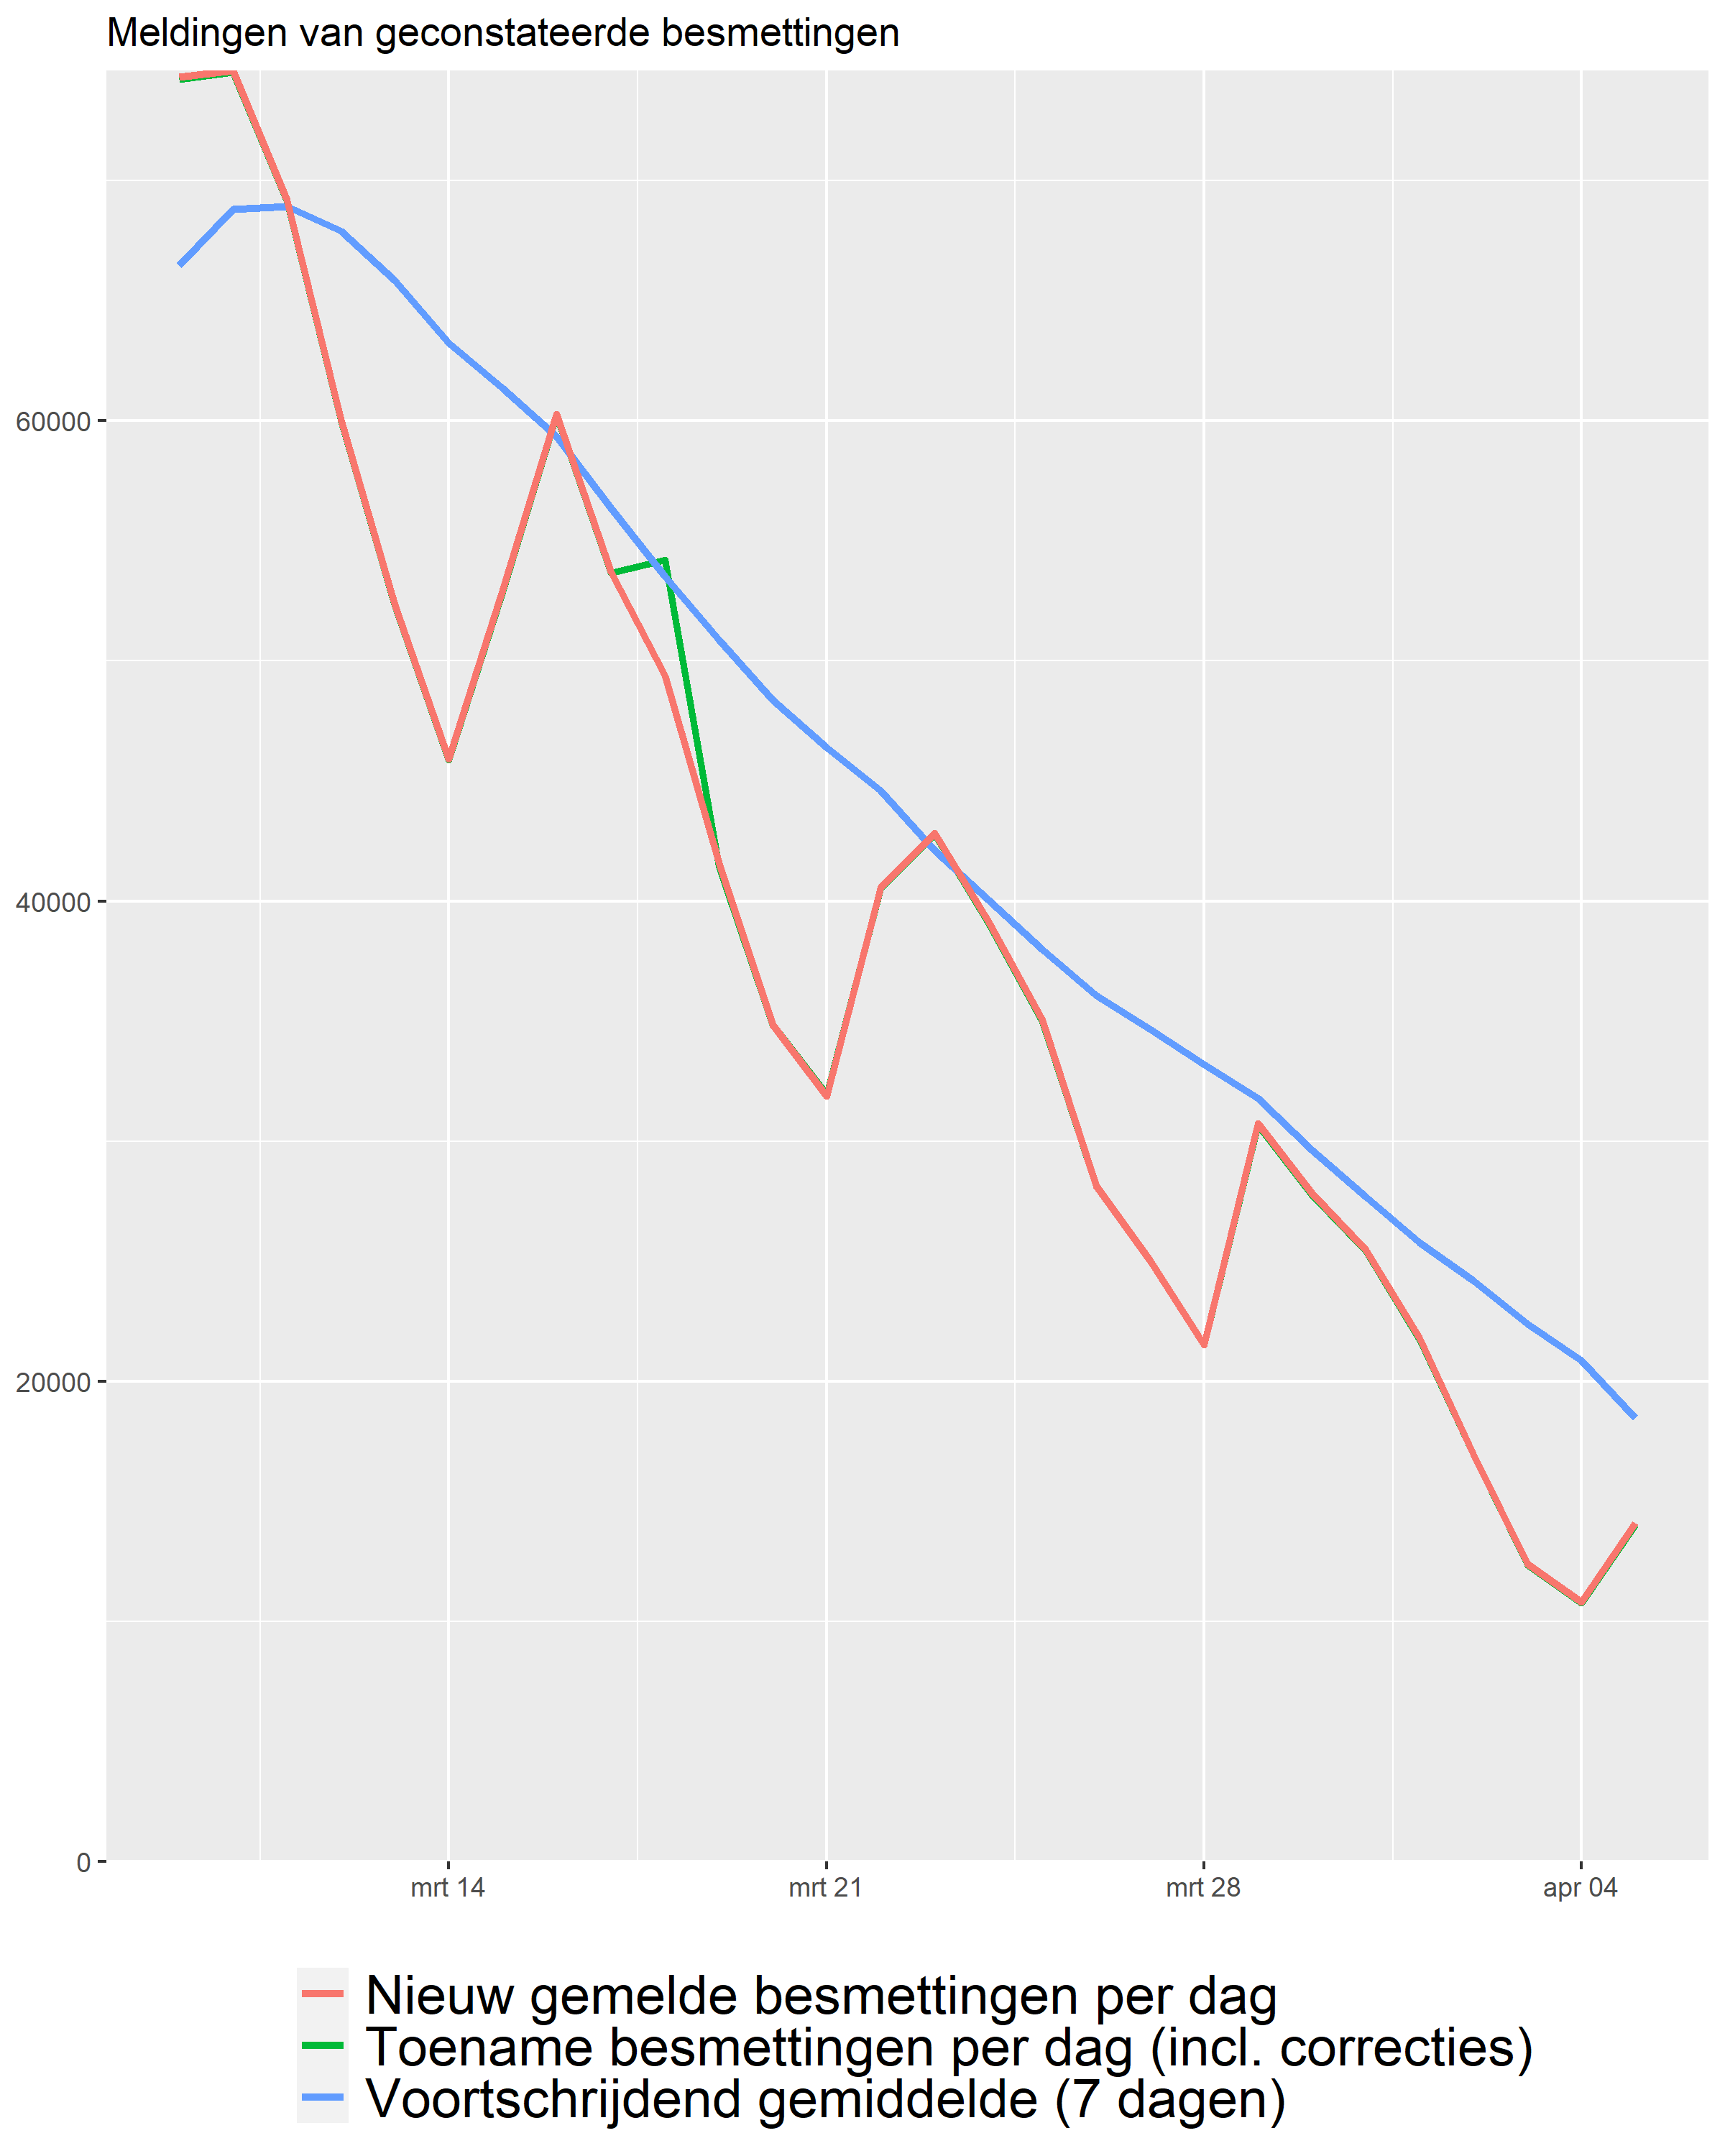 Meldingen van geconstateerde besmettingen
60000
40000
20000
0
mrt 14
mrt 21
mrt 28
apr 04
Nieuw gemelde besmettingen per dag
Toename besmettingen per dag (incl. correcties)
Voortschrijdend gemiddelde (7 dagen)